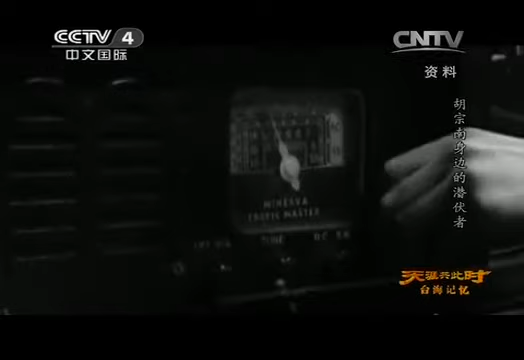 CCTV 4
中文国际
CNTV
资料
胡宗南身边的潜伏者
MINERVA
TROPIC MASTER
TUNE
天涯共此时
台海记忆